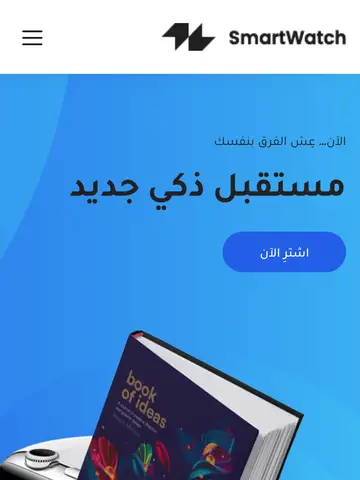 SmartWatch
الآن... عِش الفرق بنفسك
مستقبل ذكي جديد
اشترِ الآن
book
of ideas